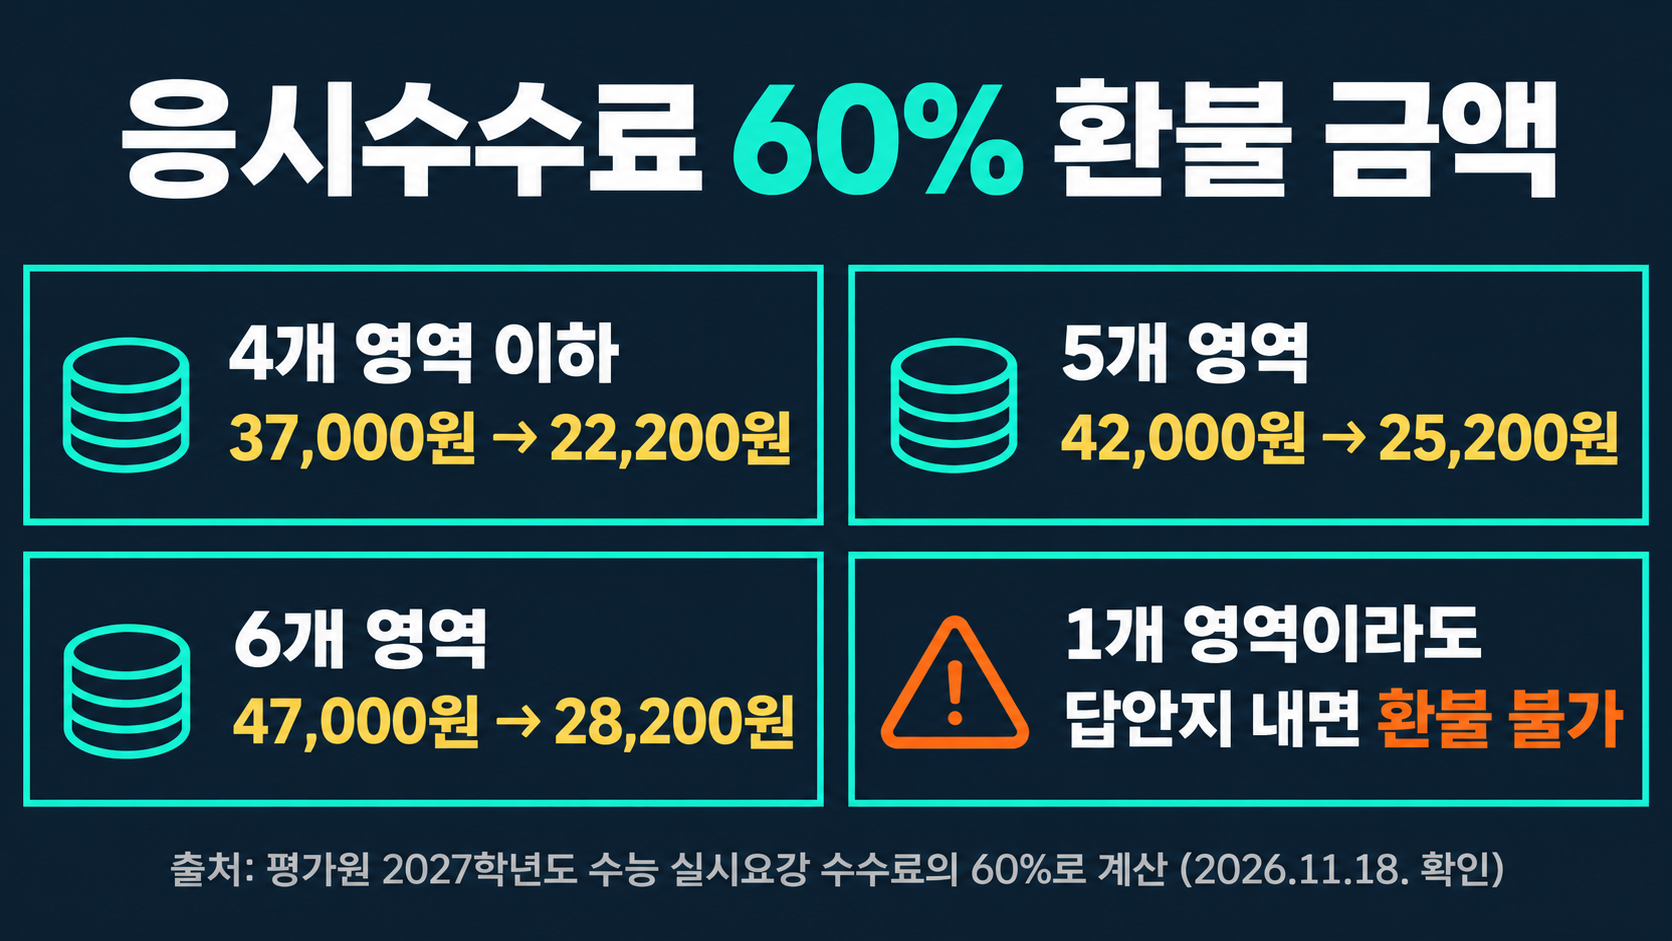 응시수수료 60% 환불 금액
4개 영역 이하
37,000원 → 22,200원
5개 영역
42,000원 → 25,200원
6개 영역
47,000원 → 28,200원
1개 영역이라도
답안지 내면 환불 불가
출처: 평가원 2027학년도 수능 실시요강 수수료의 60%로 계산 (2026.11.18. 확인)